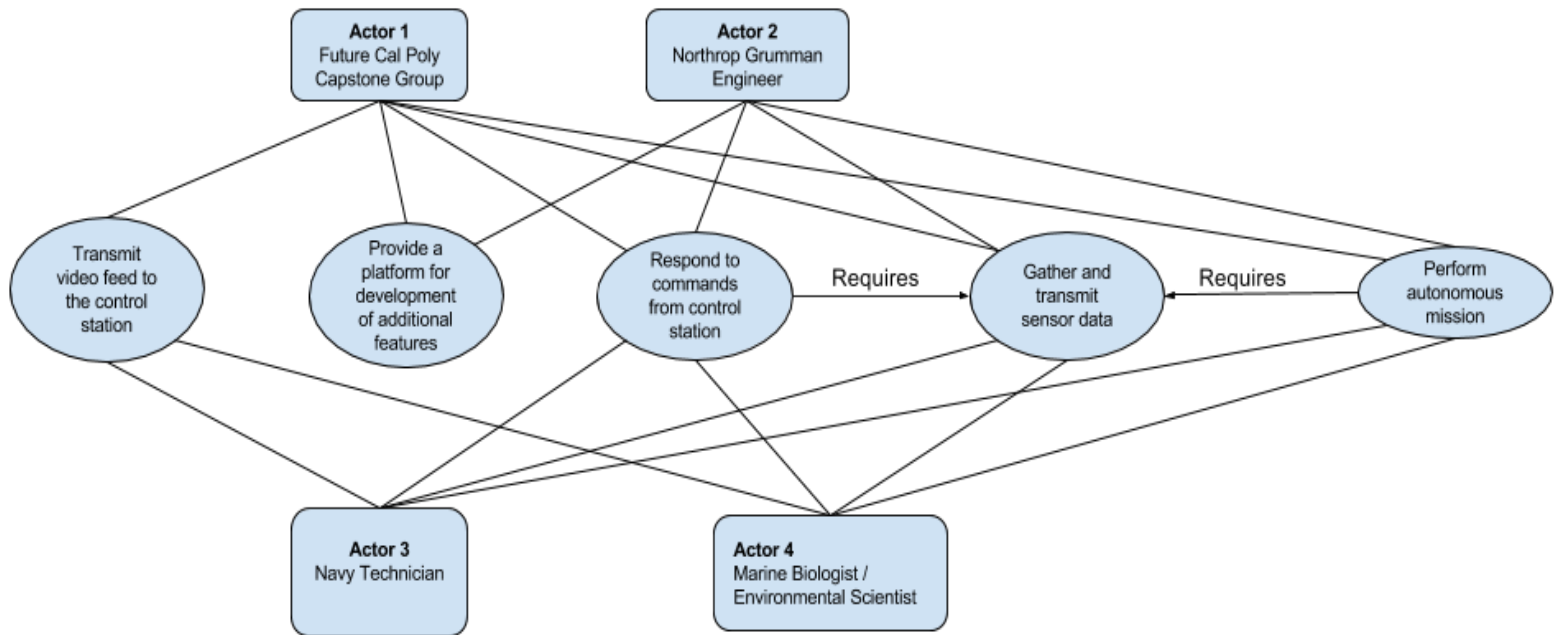 Actor 1
Future Cal Poly
Capstone Group
Actor 2
Northrop Grumman
Engineer
Transmit
video feed to
the control
station
Provide a
platform for
development
of additional
features
Respond to
commands
from control
station
Requires
Gather and
transmit
sensor data
Requires
Perform
autonomous
mission
Actor 3
Navy Technician
Actor 4
Marine Biologist /
Environmental Scientist